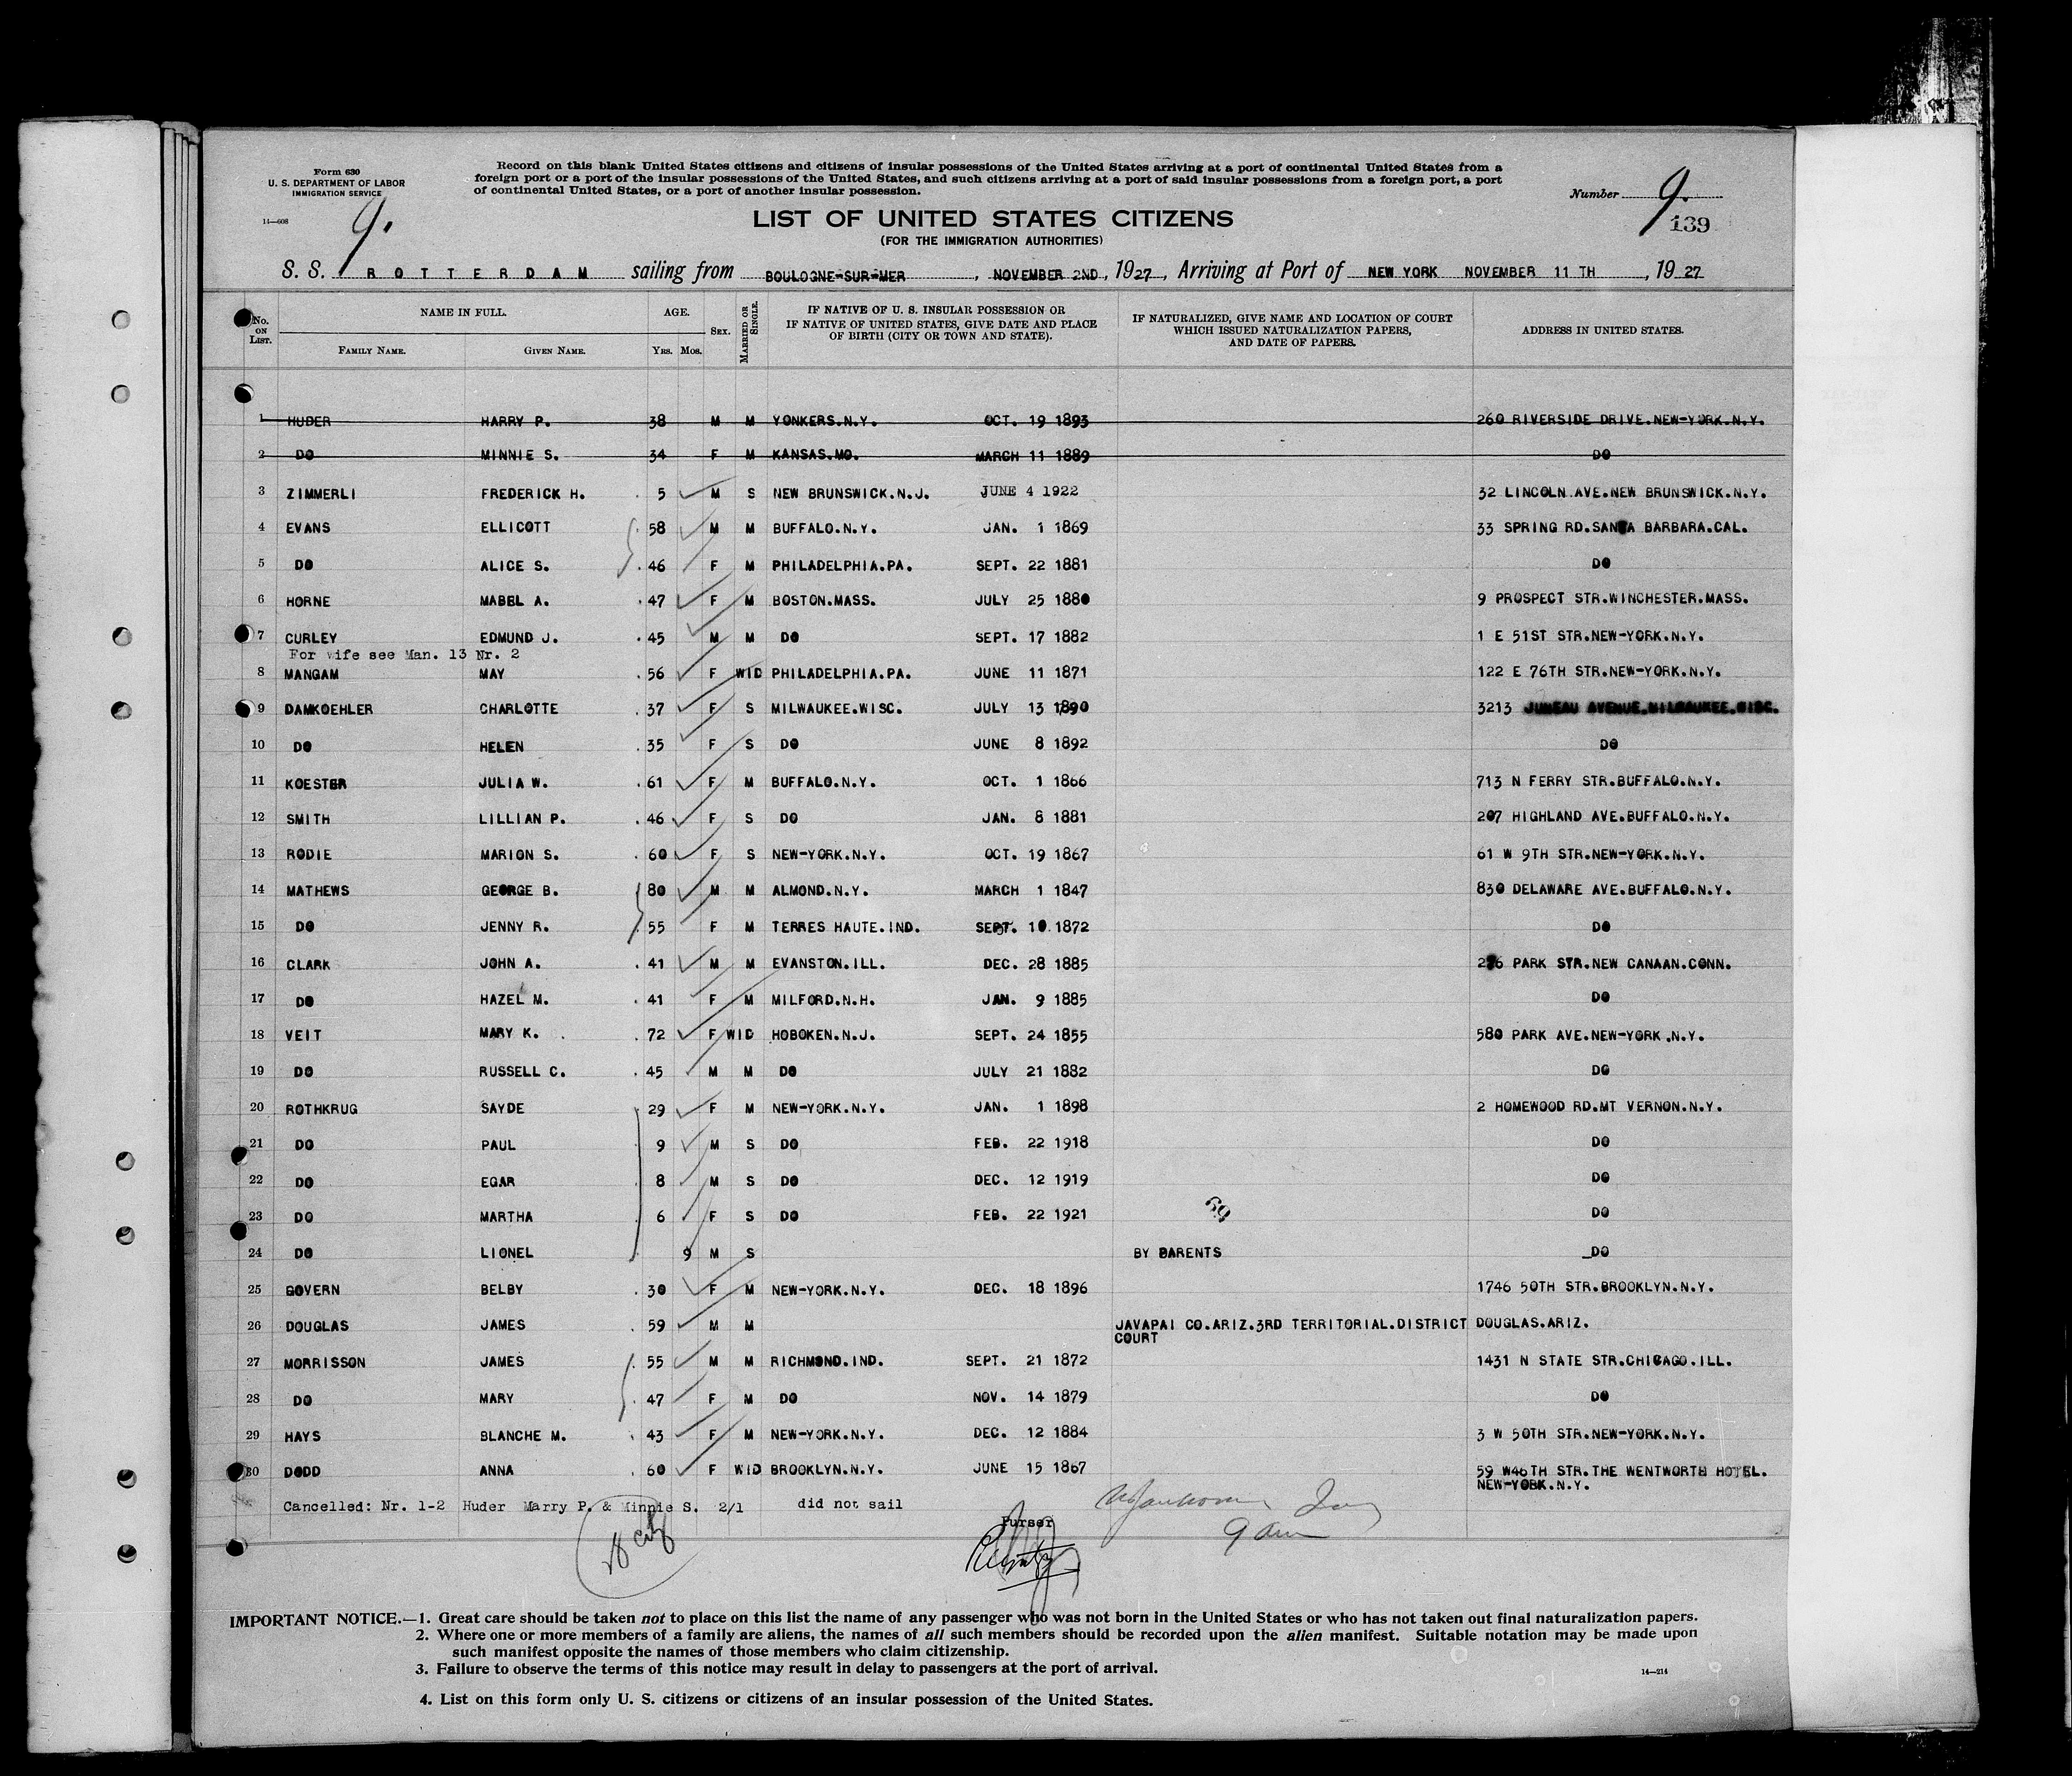 Form 630
U. S. DEPARTMENT OF LABOR
IMMIGRATION SERVICE
14—608
Record on this blank United States citizens and citizens of insular possessions of the United States arriving at a port of continental United States from a
foreign port or a port of the insular possessions of the United States, and such citizens arriving at a port of said insular possessions from a foreign port, a port
of continental United States, or a port of another insular possession.
Number 9.
139
9.
LIST OF UNITED STATES CITIZENS
(FOR THE IMMIGRATION AUTHORITIES)
S. S. ROTTERDAM sailing from BOULOGNE-SUR-MER, NOVEMBER 2ND, 1927, Arriving at Port of NEW YORK NOVEMBER 11 TH, 1927
No. ON LIST. NAME IN FULL. FAMILY NAME. GIVEN NAME. AGE. YRS. MOS. SEX. MARRIED OR SINGLE. IF NATIVE OF U. S. INSULAR POSSESSION OR IF NATIVE OF UNITED STATES, GIVE DATE AND PLACE OF BIRTH (CITY OR TOWN AND STATE). IF NATURALIZED, GIVE NAME AND LOCATION OF COURT WHICH ISSUED NATURALIZATION PAPERS, AND DATE OF PAPERS. ADDRESS IN UNITED STATES.
1 HUDER HARRY P. 38 M M YONKERS.N.Y. OCT. 19 1893 260 RIVERSIDE DRIVE.NEW-YORK.N.Y.
2 DO MINNIE S. 34 F M KANSAS.MO. MARCH 11 1889 DO
3 ZIMMERLI FREDERICK H. 5 M S NEW BRUNSWICK.N.J. JUNE 4 1922 32 LINCOLN AVE.NEW BRUNSWICK.N.Y.
4 EVANS ELLICOTT 58 M M BUFFALO.N.Y. JAN. 1 1869 33 SPRING RD.SANTA BARBARA.CAL.
5 DO ALICE S. 46 F M PHILADELPHIA.PA. SEPT. 22 1881 DO
6 HORNE MABEL A. 47 F M BOSTON.MASS. JULY 25 1880 9 PROSPECT STR.WINCHESTER.MASS.
7 CURLEY EDMUND J. 45 M M DO SEPT. 17 1882 1 E 51ST STR.NEW-YORK.N.Y.
For wife see Man. 13 Nr. 2
8 MANGAM MAY 56 F WID PHILADELPHIA.PA. JUNE 11 1871 122 E 76TH STR.NEW-YORK.N.Y.
9 DAMKOEHLER CHARLOTTE 37 F S MILWAUKEE.WISC. JULY 13 1890 3213 JUNEAU AVENUE.MILWAUKEE.WISC.
10 DO HELEN 35 F S DO JUNE 8 1892 DO
11 KOESTER JULIA W. 61 F M BUFFALO.N.Y. OCT. 1 1866 713 N FERRY STR.BUFFALO.N.Y.
12 SMITH LILLIAN P. 46 F S DO JAN. 8 1881 207 HIGHLAND AVE.BUFFALO.N.Y.
13 RODIE MARION S. 60 F S NEW-YORK.N.Y. OCT. 19 1867 61 W 9TH STR.NEW-YORK.N.Y.
14 MATHEWS GEORGE B. 80 M M ALMOND.N.Y. MARCH 1 1847 830 DELAWARE AVE.BUFFALO.N.Y.
15 DO JENNY R. 55 F M TERRES HAUTE.IND. SEPT. 10 1872 DO
16 CLARK JOHN A. 41 M M EVANSTON.ILL. DEC. 28 1885 PARK STR.NEW CANAAN.CONN.
17 DO HAZEL M. 41 F M MILFORD.N.H. JAN. 9 1885 DO
18 VEIT MARY K. 72 F WID HOBOKEN.N.J. SEPT. 24 1855 580 PARK AVE.NEW-YORK.N.Y.
19 DO RUSSELL C. 45 M M DO JULY 21 1882 DO
20 ROTHKRUG SAYDE 29 F M NEW-YORK.N.Y. JAN. 1 1898 2 HOMEWOOD RD.MT VERNON.N.Y.
21 DO PAUL 9 M S DO FEB. 22 1918 DO
22 DO EGAR 8 M S DO DEC. 12 1919 DO
23 DO MARTHA 6 F S DO FEB. 22 1921 DO
24 DO LIONEL 9 M S BY PARENTS DO
25 GOVERN BELBY 30 F M NEW-YORK.N.Y. DEC. 18 1896 1746 50TH STR.BROOKLYN.N.Y.
26 DOUGLAS JAMES 59 M M JAVAPAI CO.ARIZ.3RD TERRITORIAL.DISTRICT DOUGLAS.ARIZ.
COURT
27 MORRISSON JAMES 55 M M RICHMOND.IND. SEPT. 21 1872 1431 N STATE STR.CHICAGO.ILL.
28 DO MARY 47 F M DO NOV. 14 1879 DO
29 HAYS BLANCHE M. 43 F M NEW-YORK.N.Y. DEC. 12 1884 3 W 50TH STR.NEW-YORK.N.Y.
30 DODD ANNA 60 F WID BROOKLYN.N.Y. JUNE 15 1867 59 W46TH STR.THE WENTWORTH HOTEL.
NEW-YORK.N.Y.
Cancelled: Nr. 1-2 Huder Marry P. & Minnie S. 2/1 did not sail
Purser
IMPORTANT NOTICE.—1. Great care should be taken not to place on this list the name of any passenger who was not born in the United States or who has not taken out final naturalization papers.
2. Where one or more members of a family are aliens, the names of all such members should be recorded upon the alien manifest. Suitable notation may be made upon
such manifest opposite the names of those members who claim citizenship.
3. Failure to observe the terms of this notice may result in delay to passengers at the port of arrival.
14—214
4. List on this form only U. S. citizens or citizens of an insular possession of the United States.